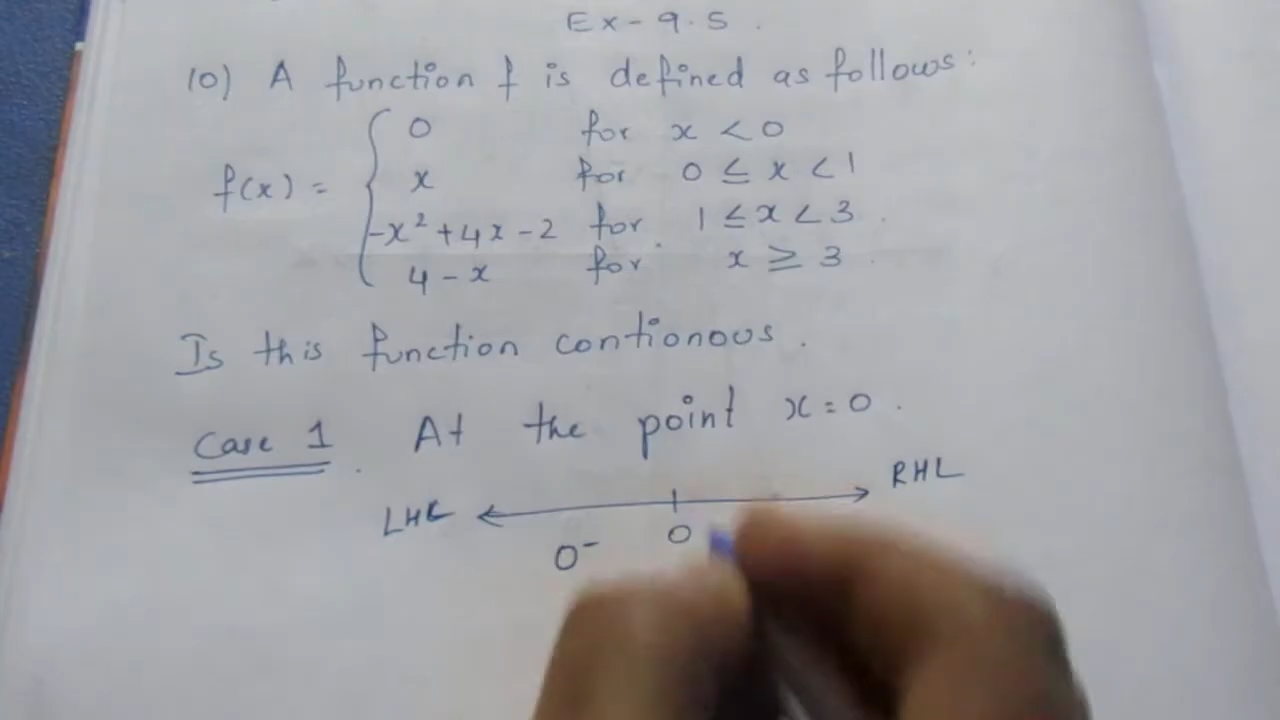 Ex-9.5.
10) A function f is defined as follows:
f(x) = { 0 for x < 0
x for 0 ≤ x < 1
-x² + 4x - 2 for 1 ≤ x < 3.
4 - x for x ≥ 3.
Is this function contionous.
Case 1. At the point x = 0.
LHL RHL
0⁻ 0